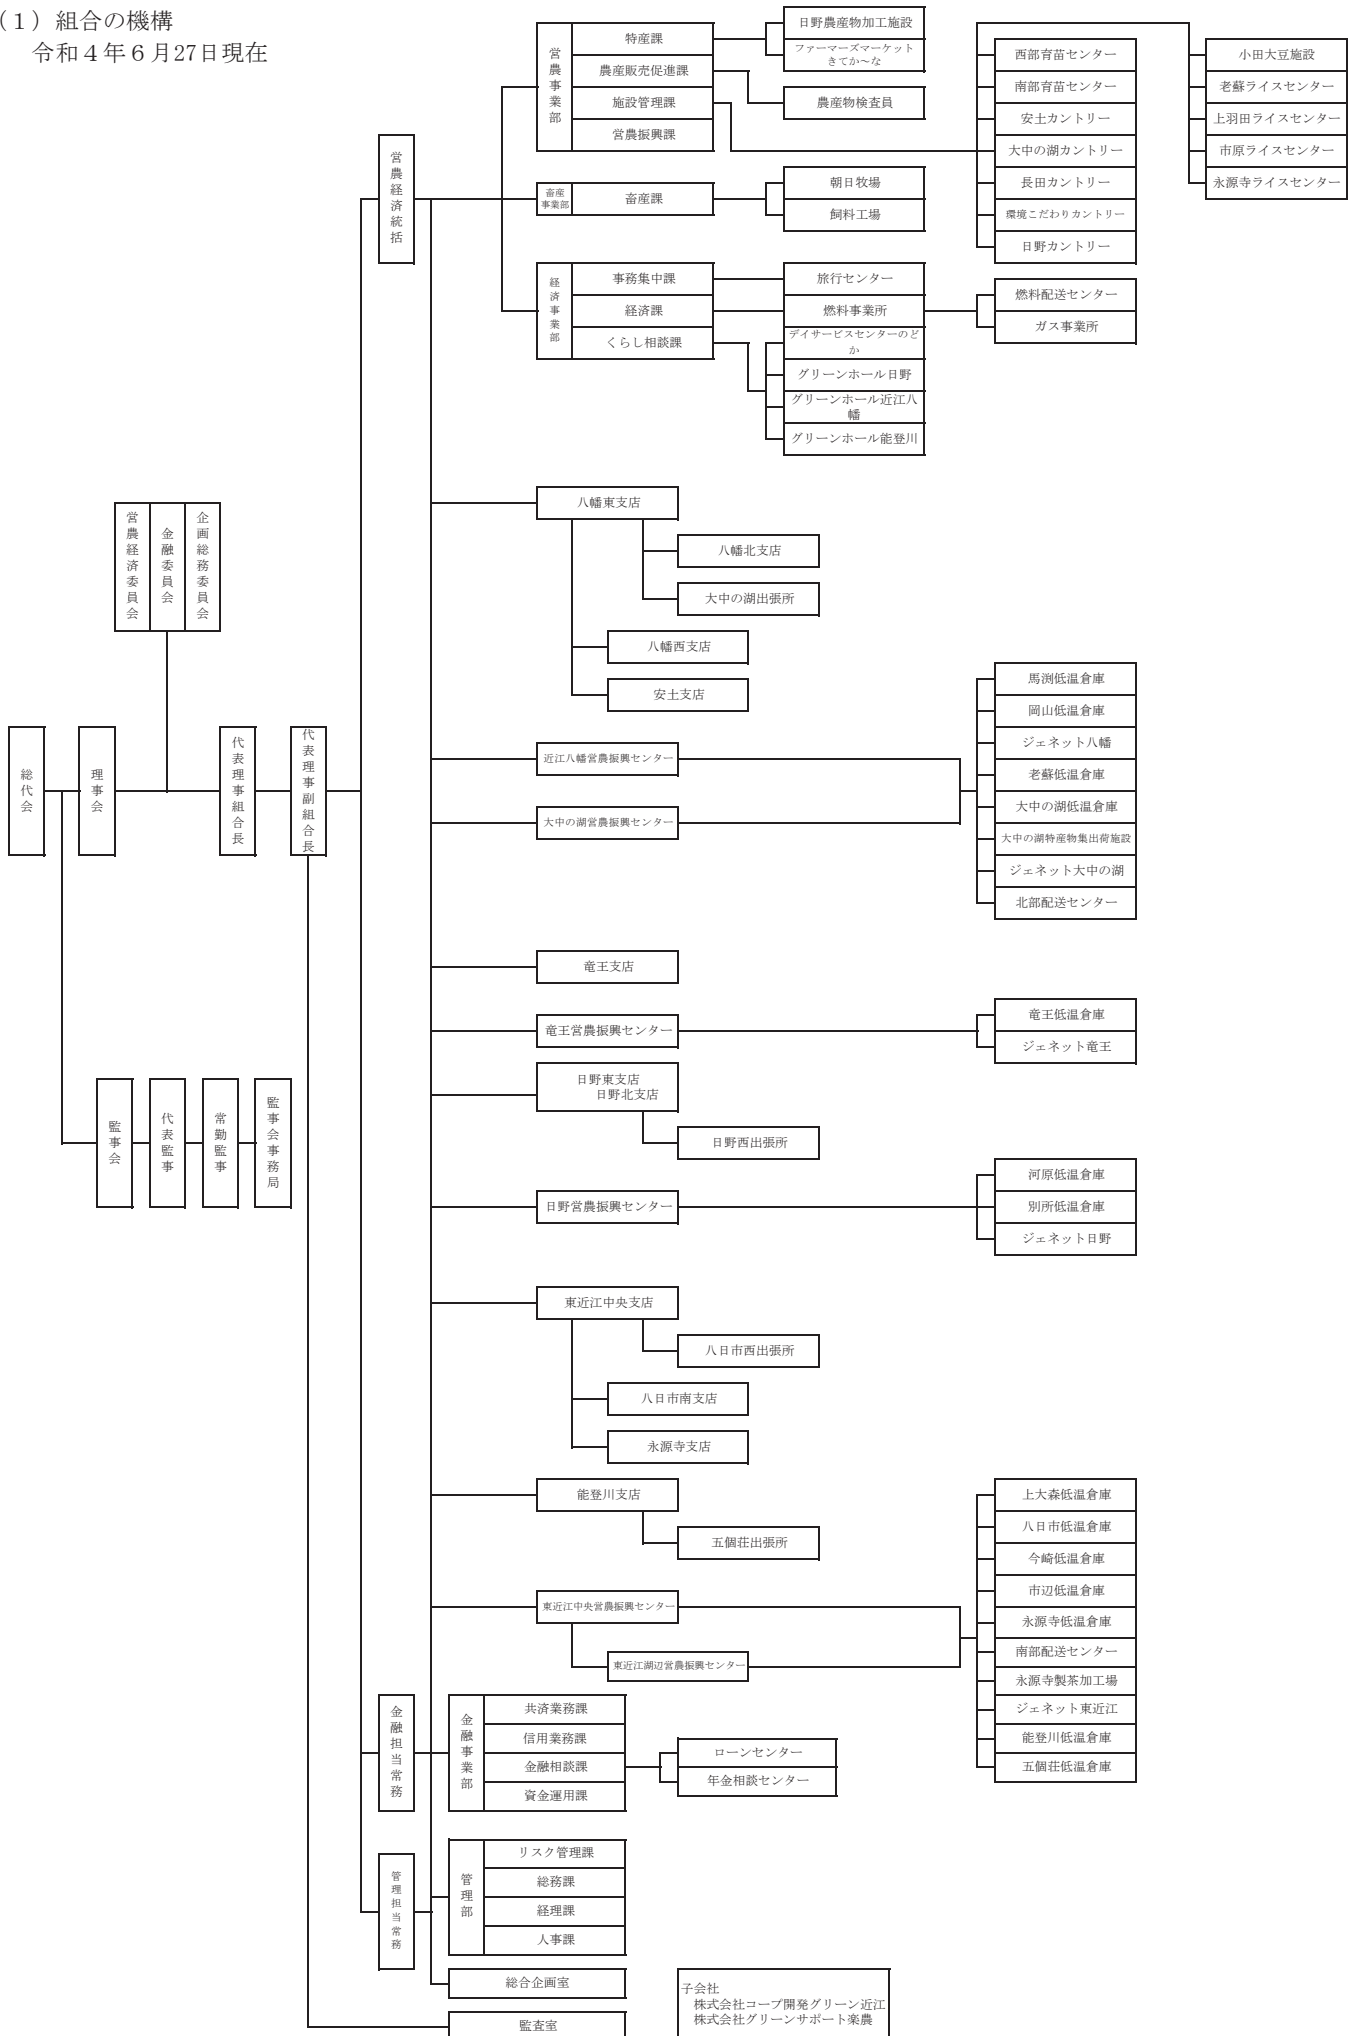 （１）組合の機構
令和４年６月27日現在
営農事業部
特産課
農産販売促進課
施設管理課
営農振興課
日野農産物加工施設
ファーマーズマーケット
きてか〜な
農産物検査員
西部育苗センター
南部育苗センター
安土カントリー
大中の湖カントリー
長田カントリー
環境こだわりカントリー
日野カントリー
小田大豆施設
老蘇ライスセンター
上羽田ライスセンター
市原ライスセンター
永源寺ライスセンター
営農経済統括
畜産
事業部
畜産課
朝日牧場
飼料工場
経済事業部
事務集中課
経済課
くらし相談課
旅行センター
燃料事業所
デイサービスセンターのど
か
グリーンホール日野
グリーンホール近江八
幡
グリーンホール能登川
燃料配送センター
ガス事業所
営農経済委員会
金融委員会
企画総務委員会
八幡東支店
八幡北支店
大中の湖出張所
八幡西支店
安土支店
総代会
理事会
代表理事組合長
代表理事副組合長
近江八幡営農振興センター
大中の湖営農振興センター
馬渕低温倉庫
岡山低温倉庫
ジェネット八幡
老蘇低温倉庫
大中の湖低温倉庫
大中の湖特産物集出荷施設
ジェネット大中の湖
北部配送センター
竜王支店
竜王営農振興センター
竜王低温倉庫
ジェネット竜王
監事会
代表監事
常勤監事
監事会事務局
日野東支店
日野北支店
日野西出張所
日野営農振興センター
河原低温倉庫
別所低温倉庫
ジェネット日野
東近江中央支店
八日市西出張所
八日市南支店
永源寺支店
能登川支店
五個荘出張所
東近江中央営農振興センター
東近江湖辺営農振興センター
上大森低温倉庫
八日市低温倉庫
今崎低温倉庫
市辺低温倉庫
永源寺低温倉庫
南部配送センター
永源寺製茶加工場
ジェネット東近江
能登川低温倉庫
五個荘低温倉庫
金融担当常務
金融事業部
共済業務課
信用業務課
金融相談課
資金運用課
ローンセンター
年金相談センター
管理担当常務
管理部
リスク管理課
総務課
経理課
人事課
総合企画室
監査室
子会社
株式会社コープ開発グリーン近江
株式会社グリーンサポート楽農